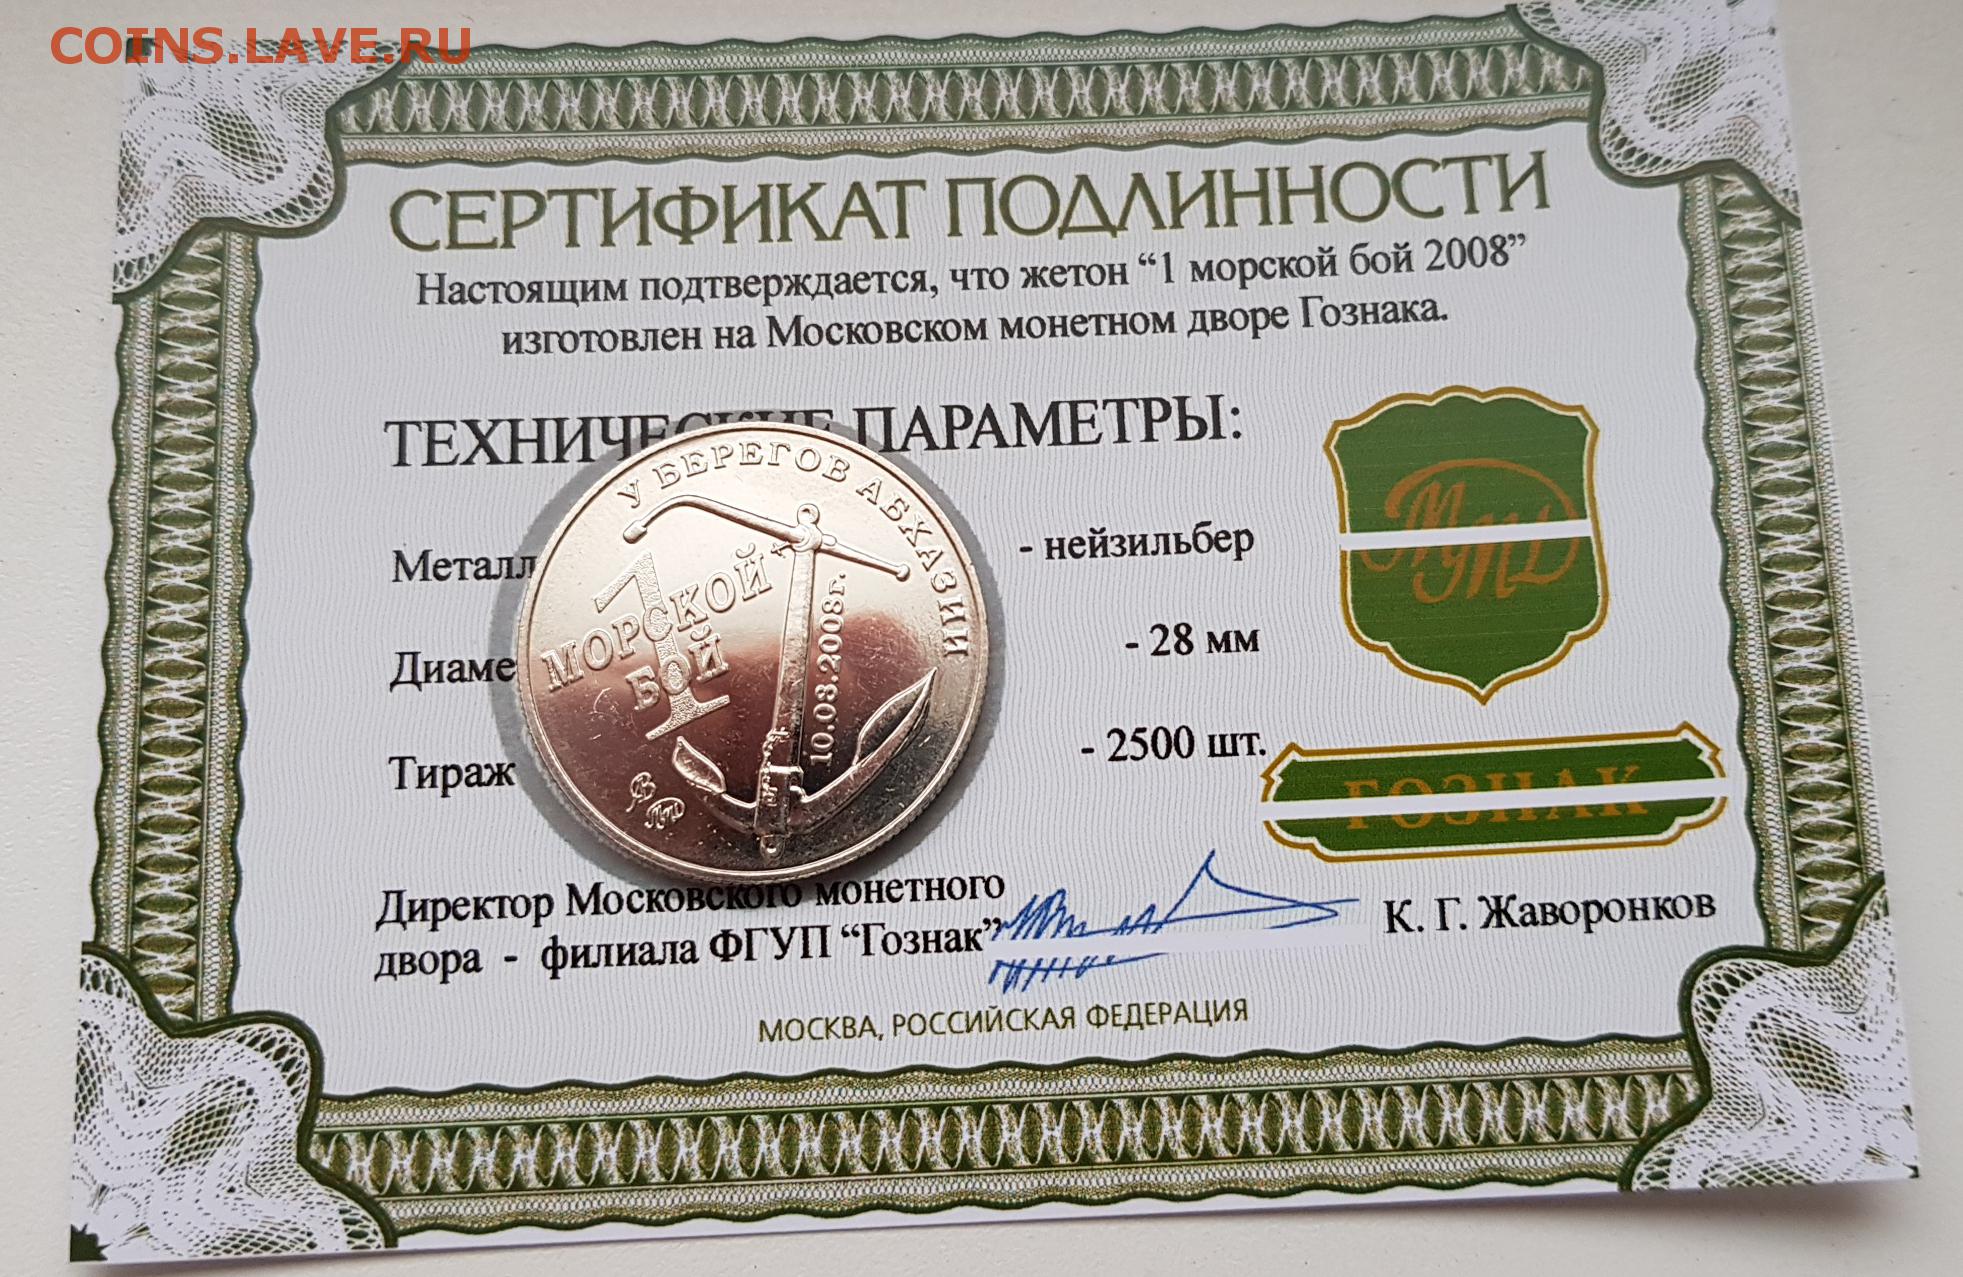 COINS.LAVE.RU
СЕРТИФИКАТ ПОДЛИННОСТИ
Настоящим подтверждается, что жетон “1 морской бой 2008”
изготовлен на Московском монетном дворе Гознака.
ТЕХНИЧЕСКИЕ ПАРАМЕТРЫ:
Металл - нейзильбер
Диаме - 28 мм
Тираж - 2500 шт.
У БЕРЕГОВ АБХАЗИИ
1
МОРСКОЙ
БОЙ
10.08.2008г.
ММД
ГОЗНАК
Директор Московского монетного
двора - филиала ФГУП “Гознак”
К. Г. Жаворонков
МОСКВА, РОССИЙСКАЯ ФЕДЕРАЦИЯ